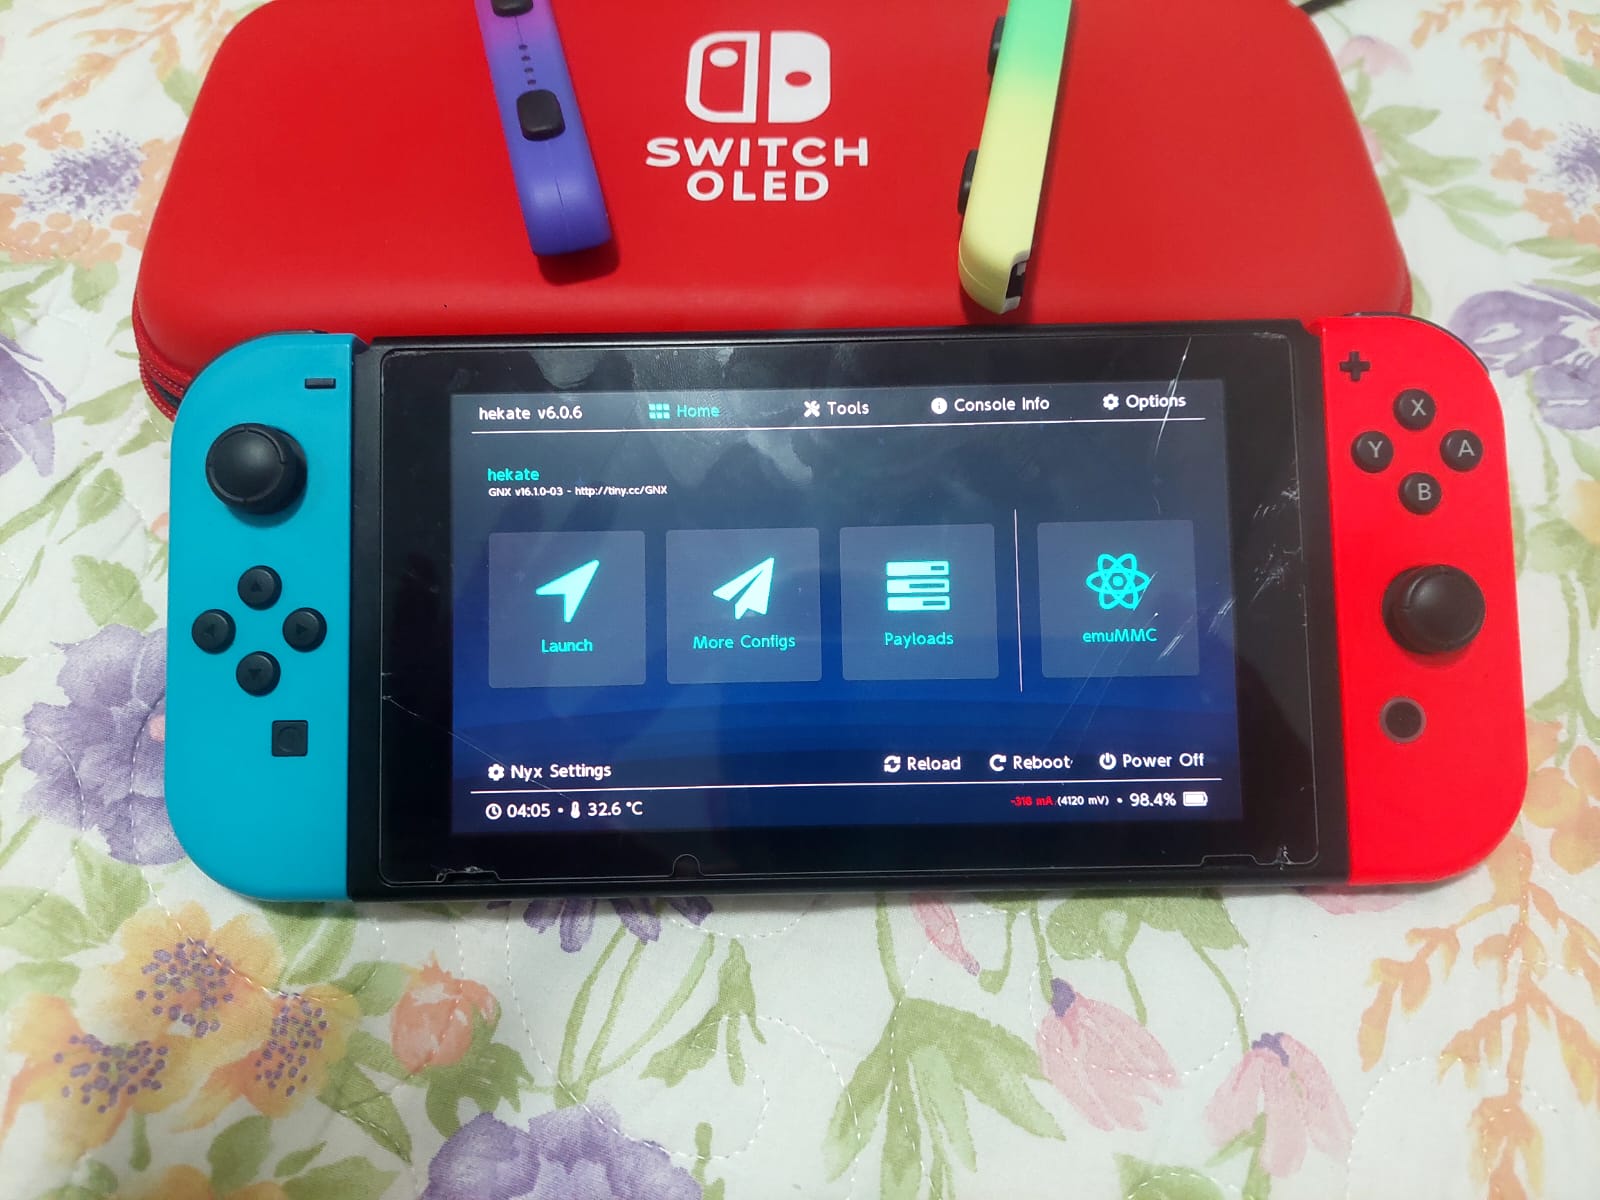 SWITCH
OLED
hekate v6.0.6
Home
Tools
Console Info
Options
hekate
GNX v16.1.0-03 - http://tiny.cc/GNX
Launch
More Configs
Payloads
emuMMC
Nyx Settings
Reload
Reboot
Power Off
04:05 • 32.6 °C
-318 mA (4120 mV) • 98.4%
X
Y
A
B